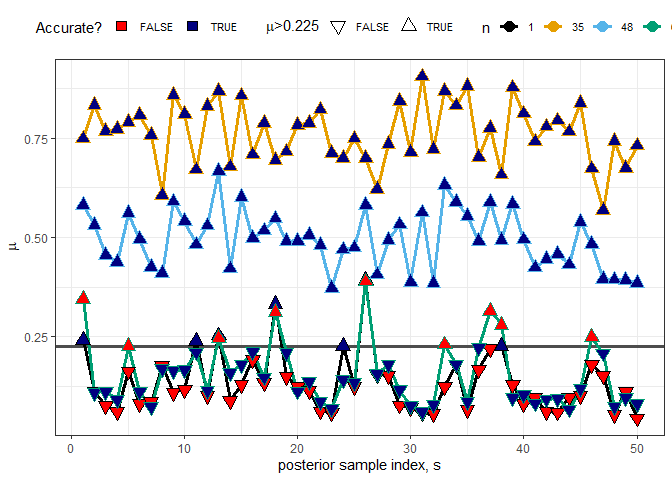 Accurate? FALSE TRUE μ>0.225 FALSE TRUE n 1 35 48
0.75
0.50
0.25
μ
0 10 20 30 40 50
posterior sample index, s